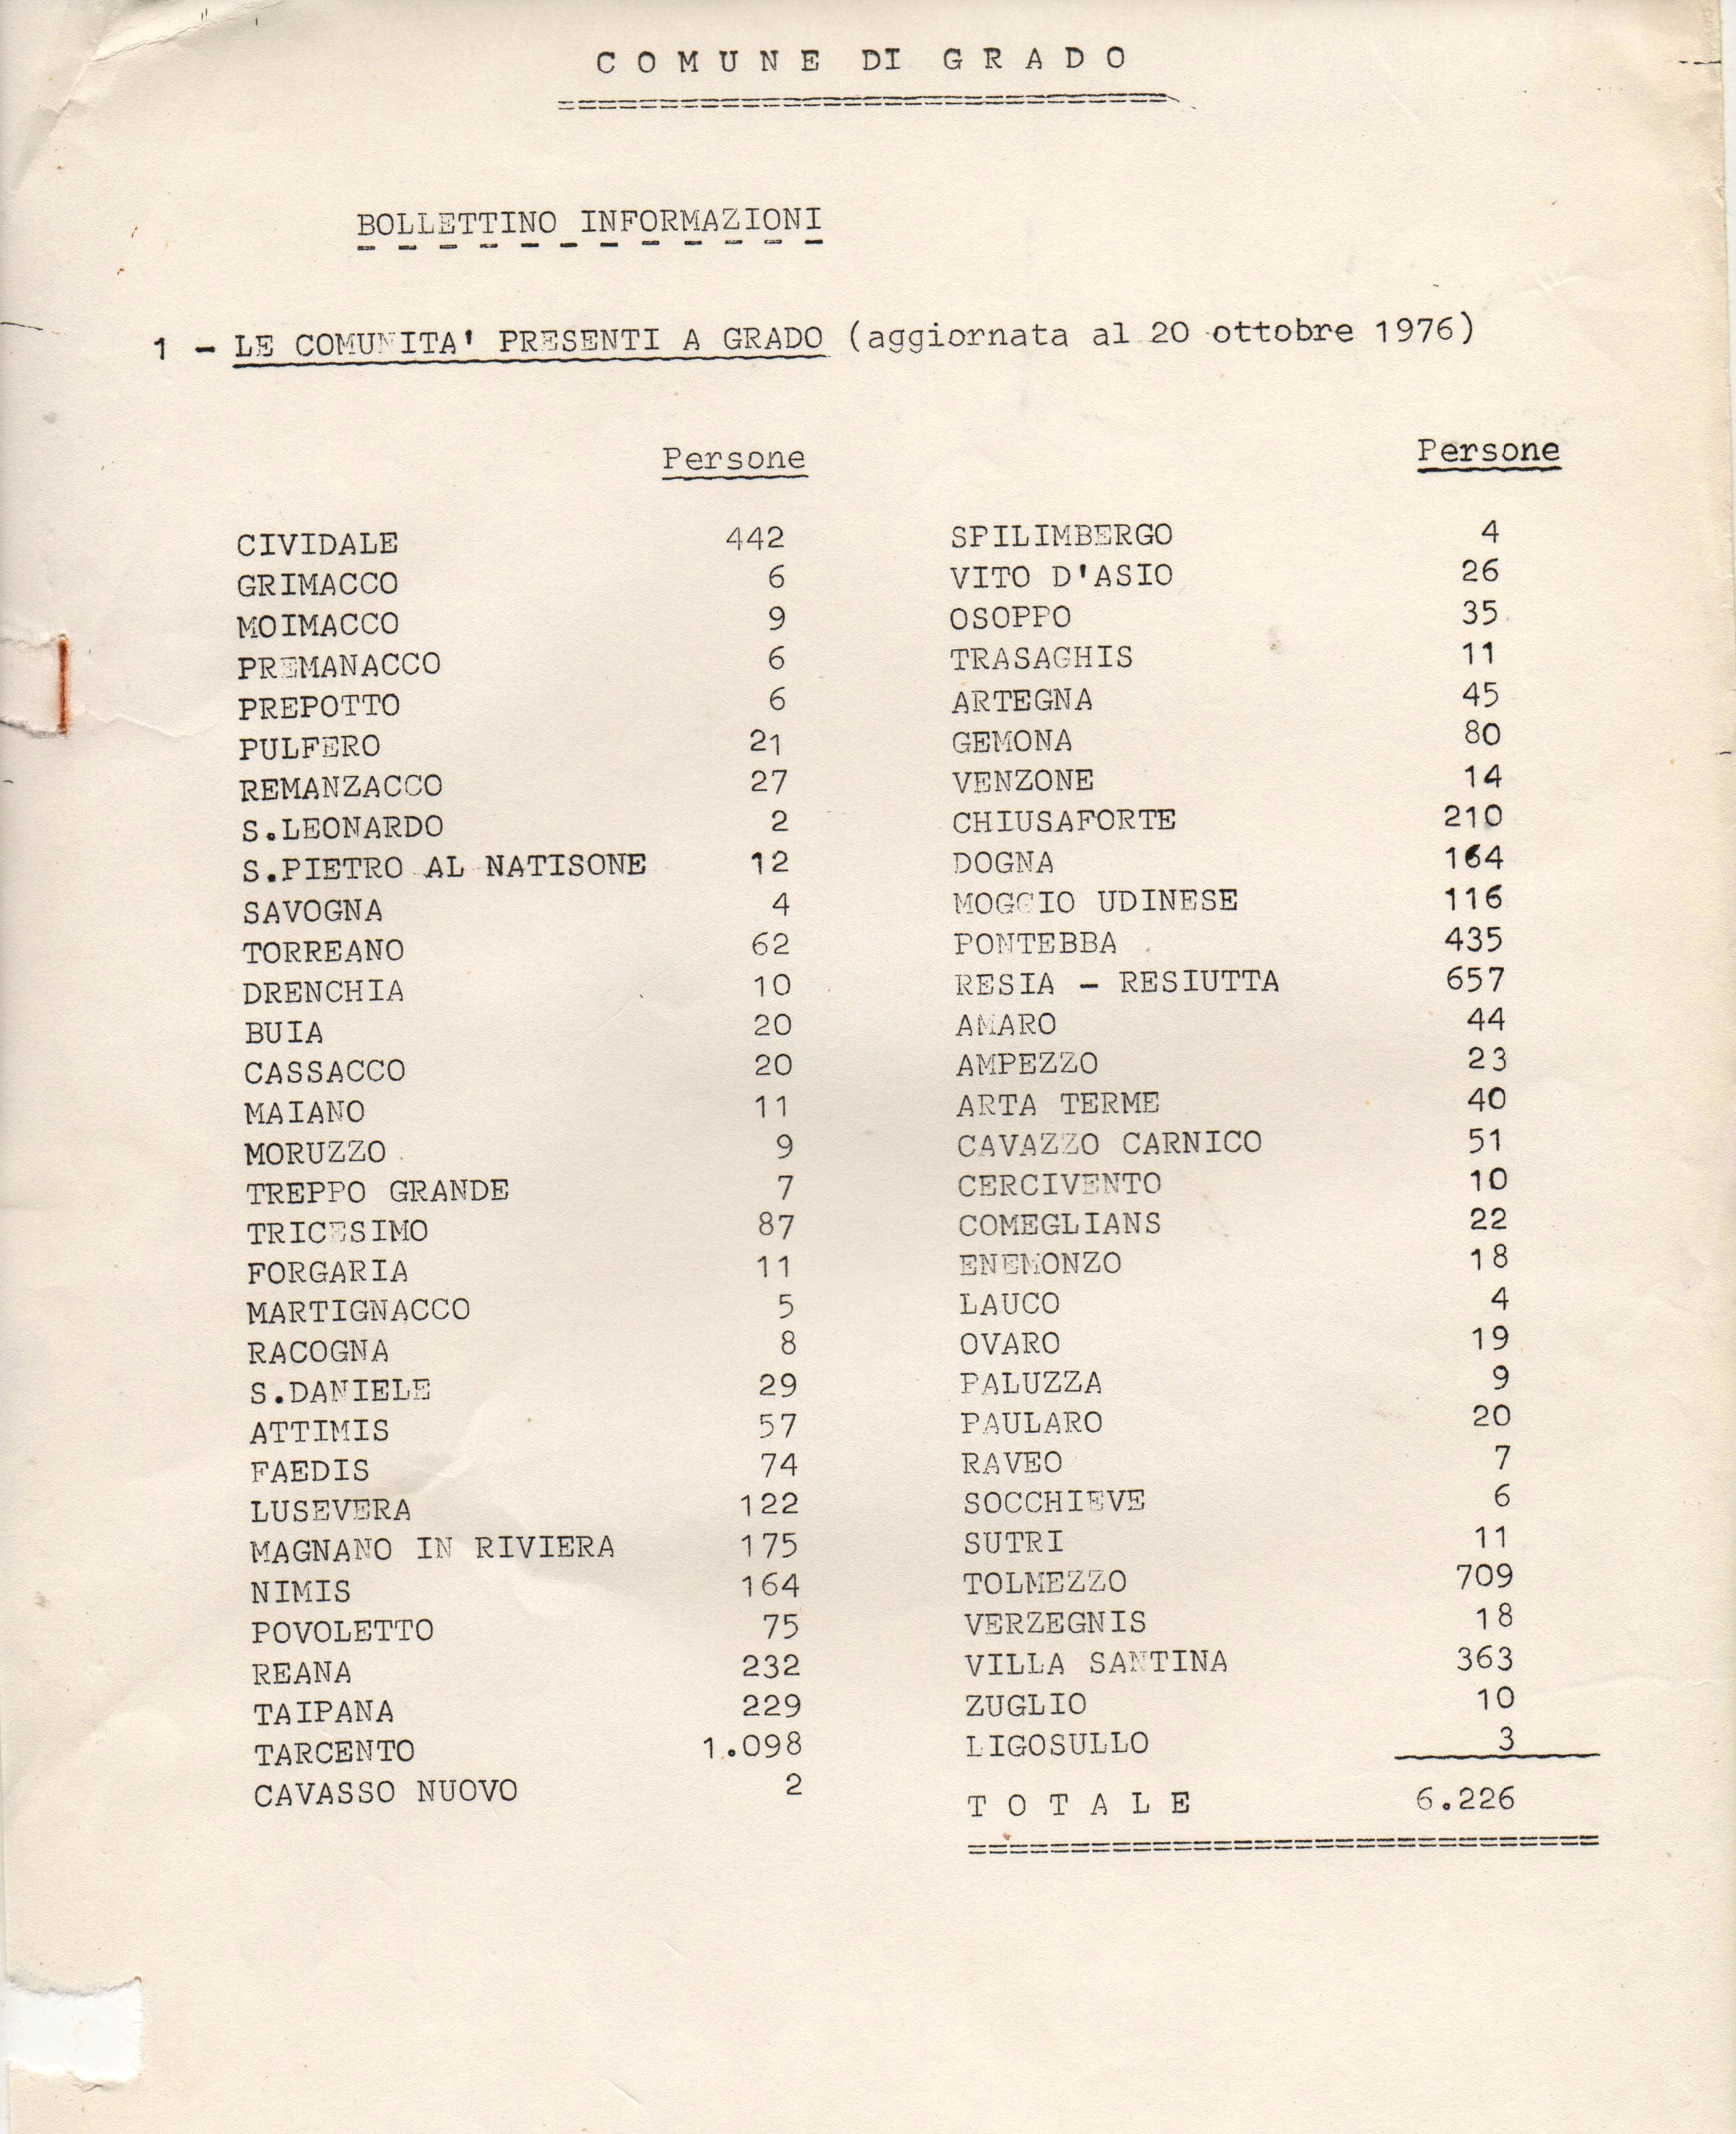 COMUNE DI GRADO
BOLLETTINO INFORMAZIONI
1 - LE COMUNITA' PRESENTI A GRADO (aggiornata al 20 ottobre 1976)
Persone Persone
CIVIDALE 442 SPILIMBERGO 4
GRIMACCO 6 VITO D'ASIO 26
MOIMACCO 9 OSOPPO 35
PREMANACCO 6 TRASAGHIS 11
PREPOTTO 6 ARTEGNA 45
PULFERO 21 GEMONA 80
REMANZACCO 27 VENZONE 14
S.LEONARDO 2 CHIUSAFORTE 210
S.PIETRO AL NATISONE 12 DOGNA 164
SAVOGNA 4 MOGGIO UDINESE 116
TORREANO 62 PONTEBBA 435
DRENCHIA 10 RESIA - RESIUTTA 657
BUIA 20 AMARO 44
CASSACCO 20 AMPEZZO 23
MAIANO 11 ARTA TERME 40
MORUZZO 9 CAVAZZO CARNICO 51
TREPPO GRANDE 7 CERCIVENTO 10
TRICESIMO 87 COMEGLIANS 22
FORGARIA 11 ENEMONZO 18
MARTIGNACCO 5 LAUCO 4
RACOGNA 8 OVARO 19
S.DANIELE 29 PALUZZA 9
ATTIMIS 57 PAULARO 20
FAEDIS 74 RAVEO 7
LUSEVERA 122 SOCCHIEVE 6
MAGNANO IN RIVIERA 175 SUTRI 11
NIMIS 164 TOLMEZZO 709
POVOLETTO 75 VERZEGNIS 18
REANA 232 VILLA SANTINA 363
TAIPANA 229 ZUGLIO 10
TARCENTO 1.098 LIGOSULLO 3
CAVASSO NUOVO 2 TOTALE 6.226